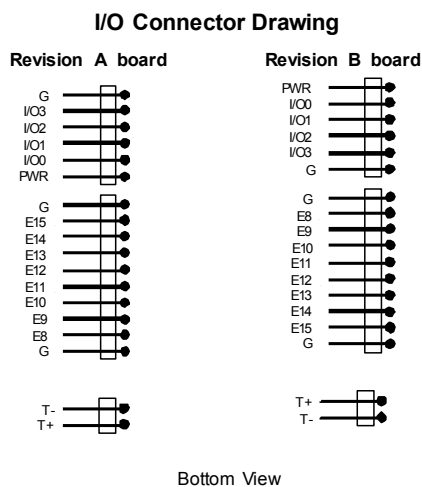 I/O Connector Drawing
Revision A board
G
I/O3
I/O2
I/O1
I/O0
PWR
G
E15
E14
E13
E12
E11
E10
E9
E8
G
T-
T+
Revision B board
PWR
I/O0
I/O1
I/O2
I/O3
G
G
E8
E9
E10
E11
E12
E13
E14
E15
G
T+
T-
Bottom View